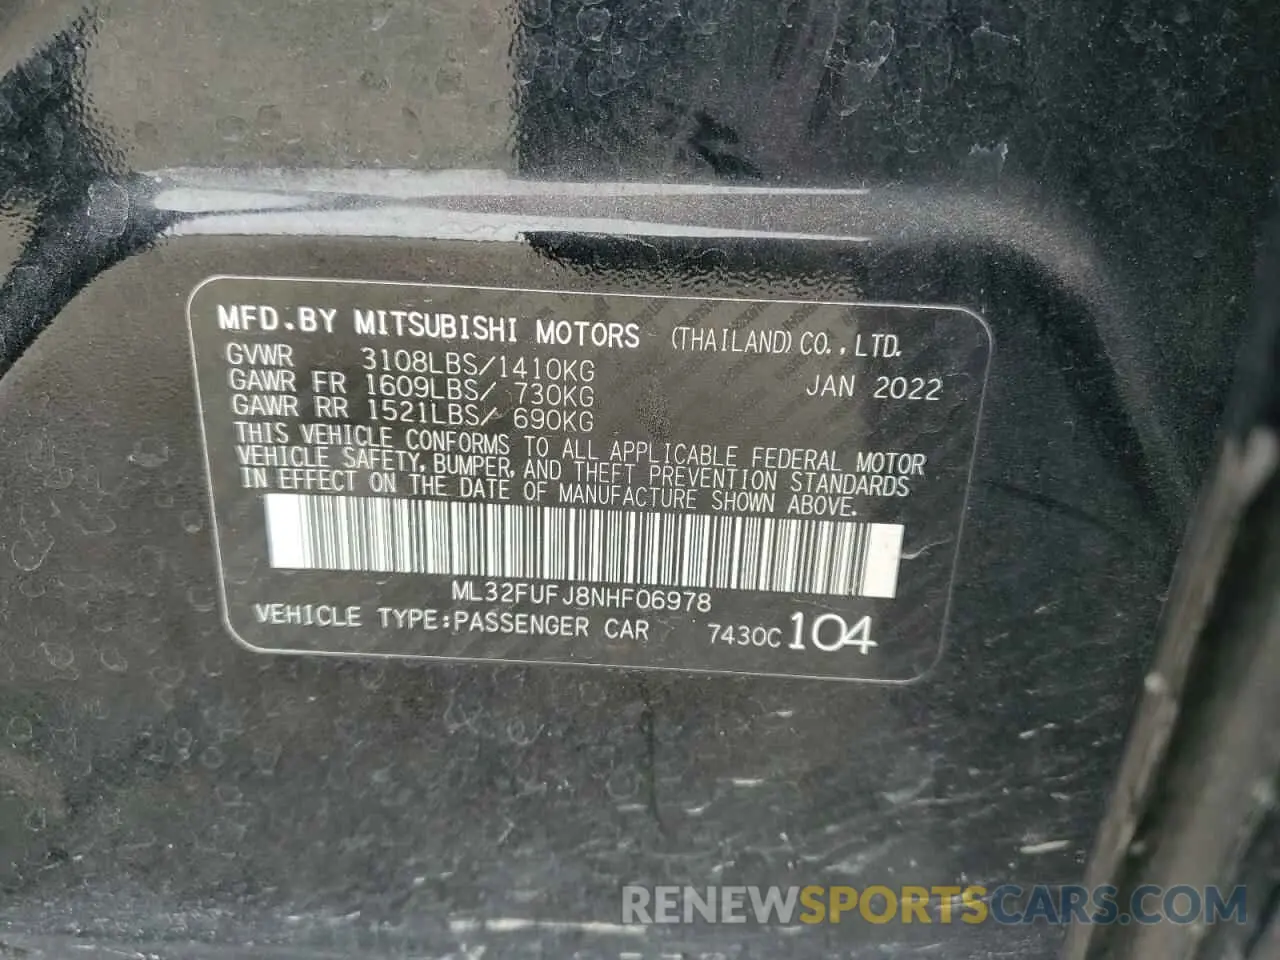 MFD.BY MITSUBISHI MOTORS (THAILAND) CO., LTD.
GVWR 3108LBS/1410KG JAN 2022
GAWR FR 1609LBS/ 730KG
GAWR RR 1521LBS/ 690KG
THIS VEHICLE CONFORMS TO ALL APPLICABLE FEDERAL MOTOR
VEHICLE SAFETY, BUMPER, AND THEFT PREVENTION STANDARDS
IN EFFECT ON THE DATE OF MANUFACTURE SHOWN ABOVE.
ML32FUFJ8NHF06978
VEHICLE TYPE:PASSENGER CAR 7430C 104
RENEWSPORTSCARS.COM